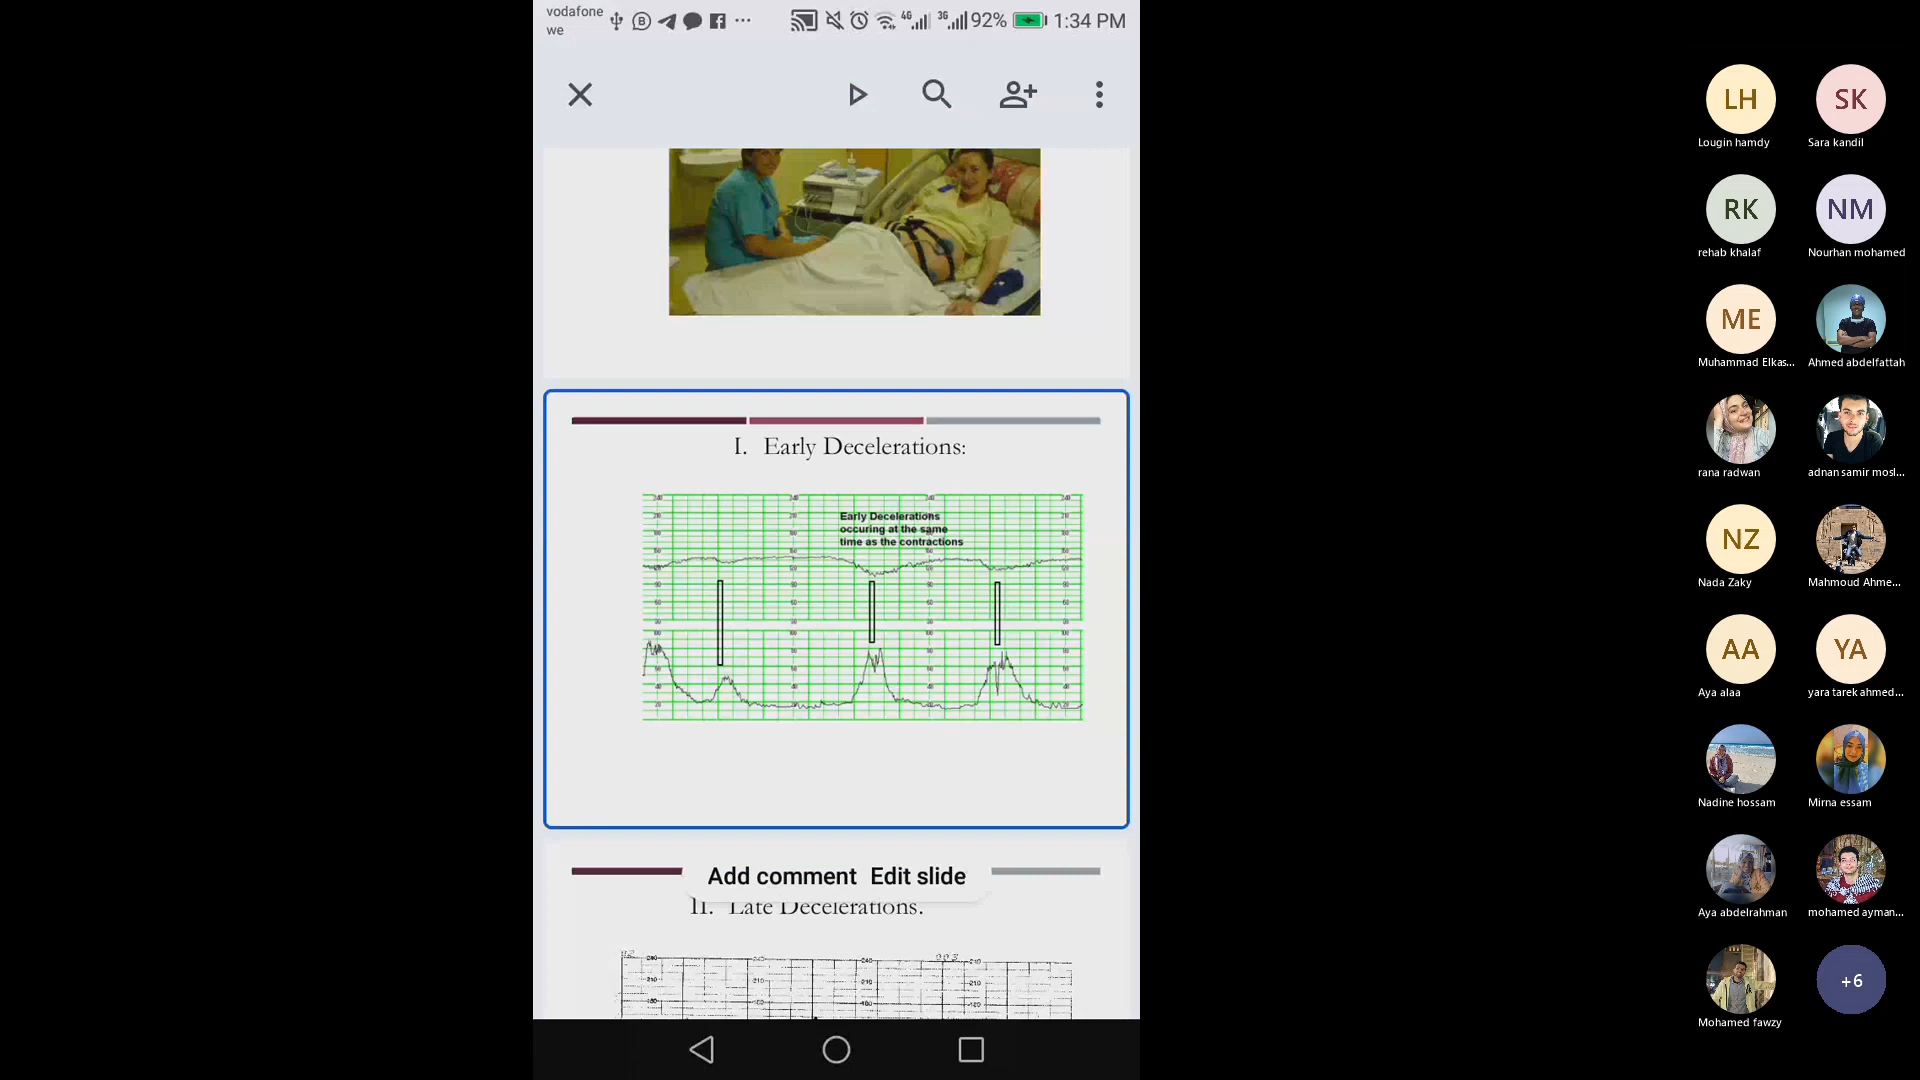 vodafone
we
4G 3G 92% 1:34 PM
I. Early Decelerations:
Early Decelerations
occuring at the same
time as the contractions
Add comment Edit slide
II. Late Decelerations.
LH
Lougin hamdy
SK
Sara kandil
RK
rehab khalaf
NM
Nourhan mohamed
ME
Muhammad Elkas...
Ahmed abdelfattah
rana radwan
adnan samir mosl...
NZ
Nada Zaky
Mahmoud Ahme...
AA
Aya alaa
YA
yara tarek ahmed...
Nadine hossam
Mirna essam
Aya abdelrahman
mohamed ayman...
Mohamed fawzy
+6